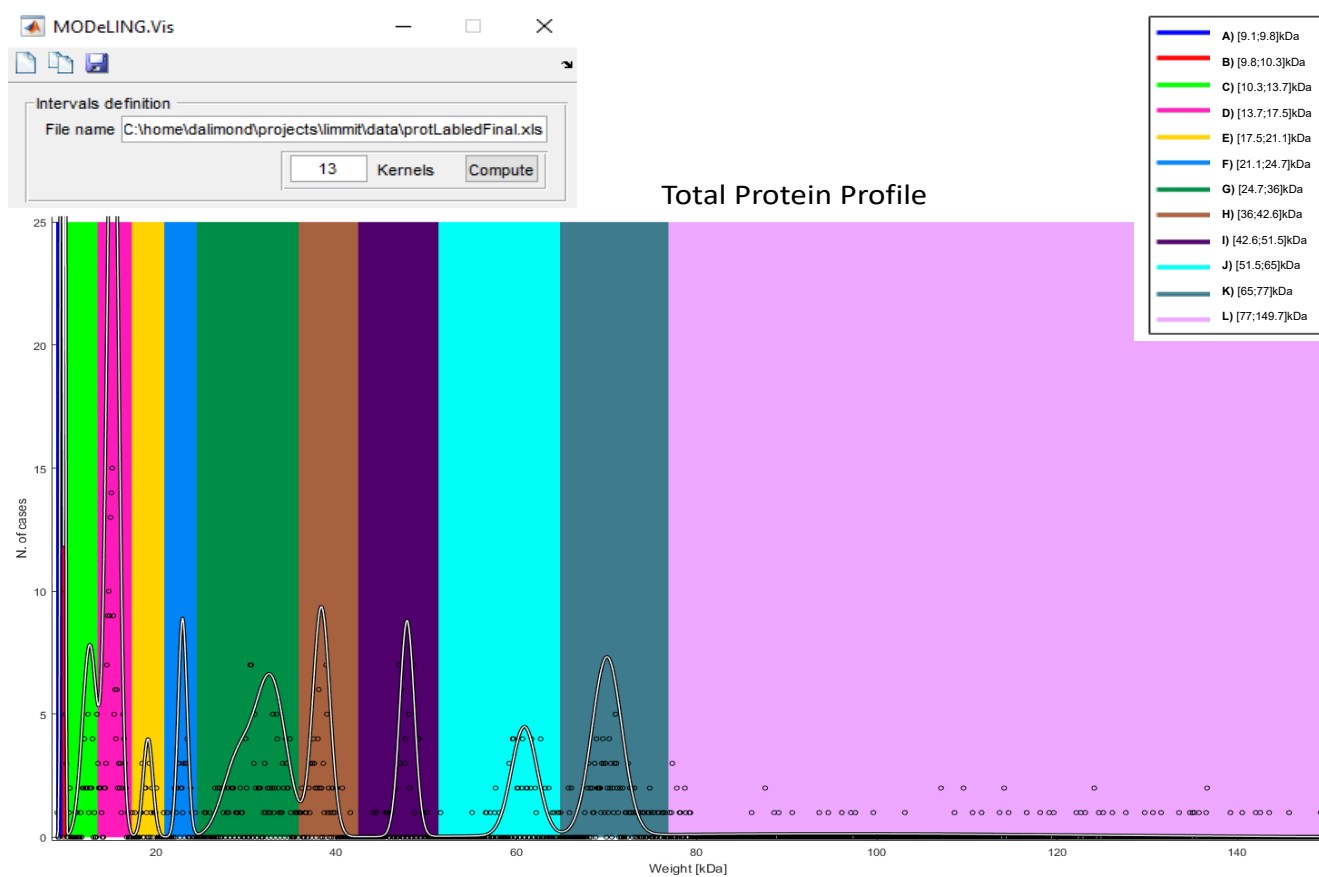 MODeLING.Vis
Intervals definition
File name C:\home\dalimond\projects\limmit\data\protLabledFinal.xls
13 Kernels Compute
Total Protein Profile
A) [9.1;9.8]kDa
B) [9.8;10.3]kDa
C) [10.3;13.7]kDa
D) [13.7;17.5]kDa
E) [17.5;21.1]kDa
F) [21.1;24.7]kDa
G) [24.7;36]kDa
H) [36;42.6]kDa
I) [42.6;51.5]kDa
J) [51.5;65]kDa
K) [65;77]kDa
L) [77;149.7]kDa
25
20
15
10
5
0
N. of cases
20 40 60 80 100 120 140
Weight [kDa]